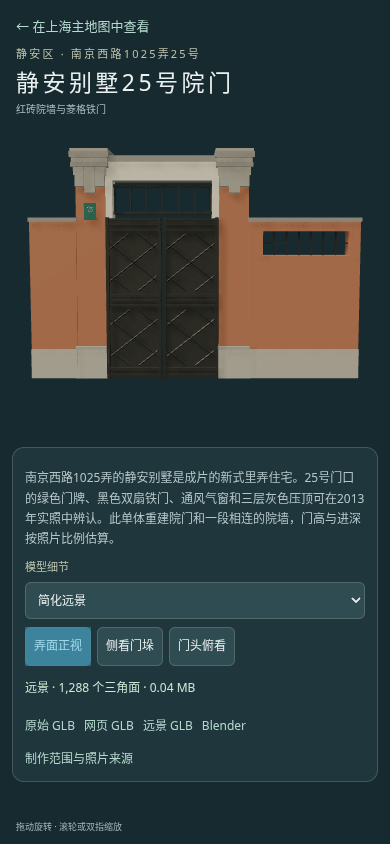 ← 在上海主地图中查看
静安区 · 南京西路1025弄25号
静安别墅25号院门
红砖院墙与菱格铁门
25
南京西路1025弄的静安别墅是成片的新式里弄住宅。25号门口
的绿色门牌、黑色双扇铁门、通风气窗和三层灰色压顶可在2013
年实照中辨认。此单体重建院门和一段相连的院墙，门高与进深
按照片比例估算。
模型细节
简化远景
弄面正视 侧看门垛 门头俯看
远景 · 1,288 个三角面 · 0.04 MB
原始 GLB 网页 GLB 远景 GLB Blender
制作范围与照片来源
拖动旋转 · 滚轮或双指缩放